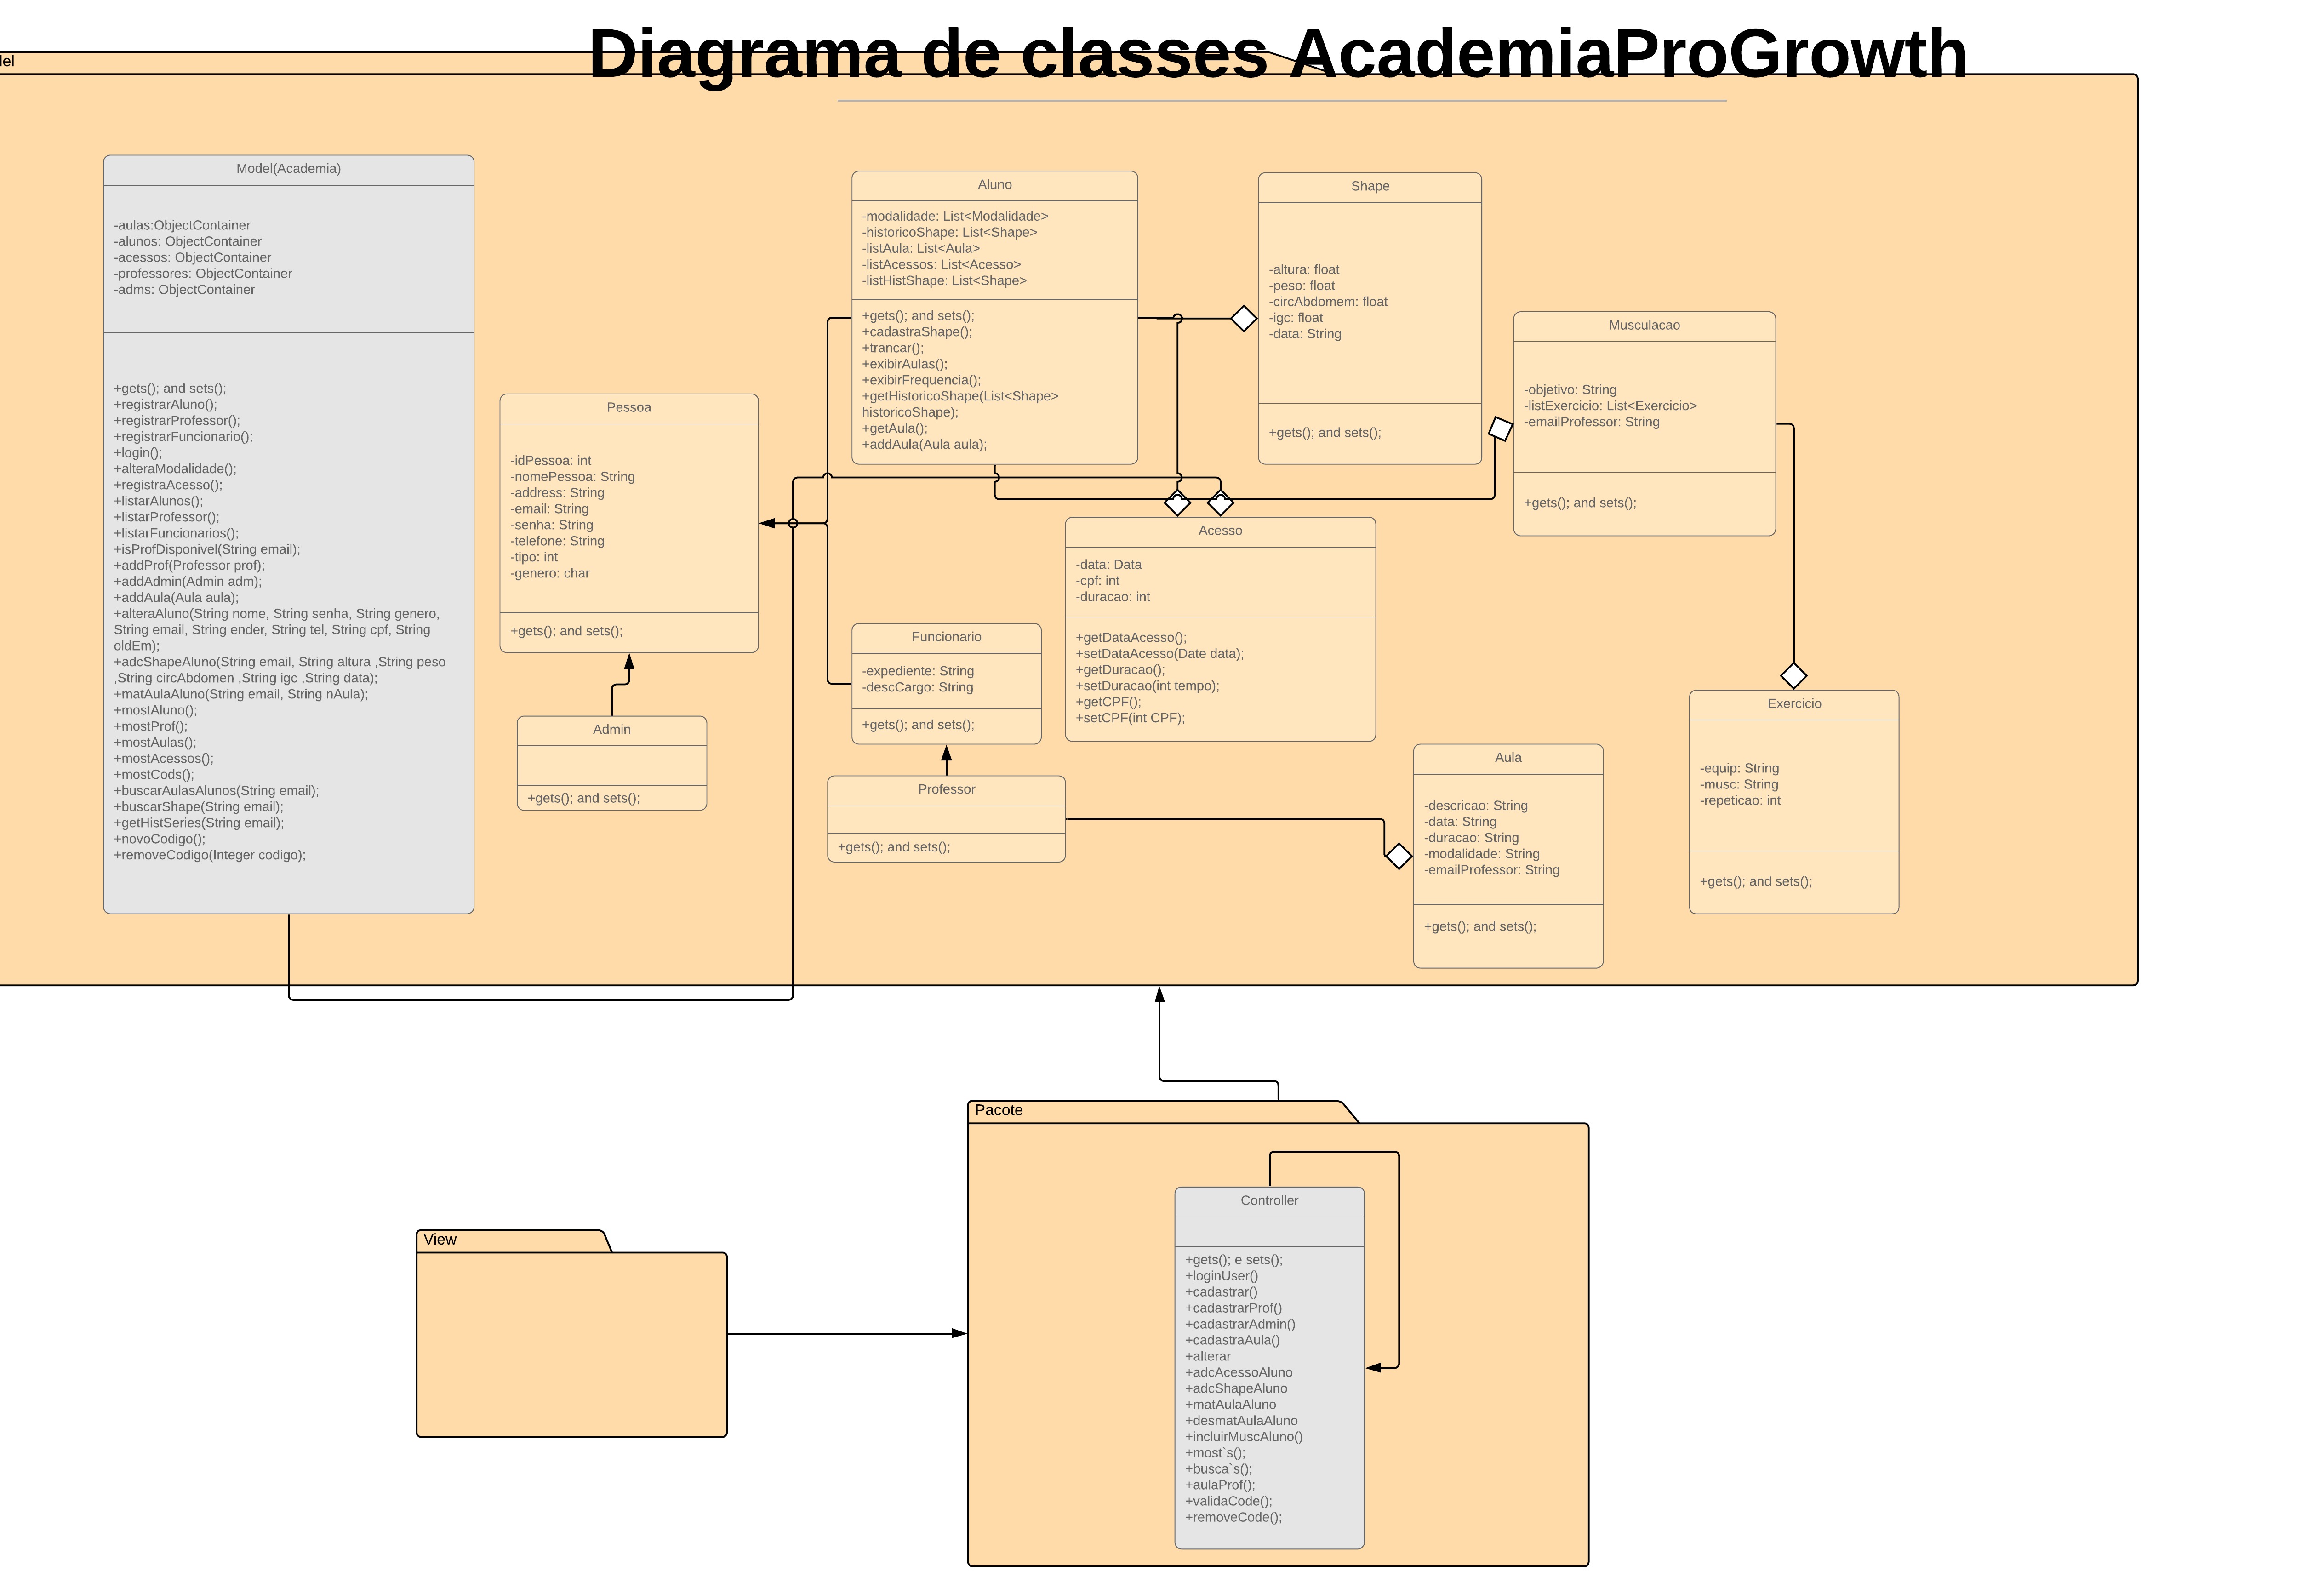 Diagrama de classes AcademiaProGrowth
del
Model(Academia)
-aulas:ObjectContainer
-alunos: ObjectContainer
-acessos: ObjectContainer
-professores: ObjectContainer
-adms: ObjectContainer
+gets(); and sets();
+registrarAluno();
+registrarProfessor();
+registrarFuncionario();
+login();
+alteraModalidade();
+registraAcesso();
+listarAlunos();
+listarProfessor();
+listarFuncionarios();
+isProfDisponivel(String email);
+addProf(Professor prof);
+addAdmin(Admin adm);
+addAula(Aula aula);
+alteraAluno(String nome, String senha, String genero,
String email, String ender, String tel, String cpf, String
oldEm);
+adcShapeAluno(String email, String altura ,String peso
,String circAbdomen ,String igc ,String data);
+matAulaAluno(String email, String nAula);
+mostAluno();
+mostProf();
+mostAulas();
+mostAcessos();
+mostCods();
+buscarAulasAlunos(String email);
+buscarShape(String email);
+getHistSeries(String email);
+novoCodigo();
+removeCodigo(Integer codigo);
Pessoa
-idPessoa: int
-nomePessoa: String
-address: String
-email: String
-senha: String
-telefone: String
-tipo: int
-genero: char
+gets(); and sets();
Admin
+gets(); and sets();
Aluno
-modalidade: List<Modalidade>
-historicoShape: List<Shape>
-listAula: List<Aula>
-listAcessos: List<Acesso>
-listHistShape: List<Shape>
+gets(); and sets();
+cadastraShape();
+trancar();
+exibirAulas();
+exibirFrequencia();
+getHistoricoShape(List<Shape>
historicoShape);
+getAula();
+addAula(Aula aula);
Funcionario
-expediente: String
-descCargo: String
+gets(); and sets();
Professor
+gets(); and sets();
Shape
-altura: float
-peso: float
-circAbdomem: float
-igc: float
-data: String
+gets(); and sets();
Acesso
-data: Data
-cpf: int
-duracao: int
+getDataAcesso();
+setDataAcesso(Date data);
+getDuracao();
+setDuracao(int tempo);
+getCPF();
+setCPF(int CPF);
Musculacao
-objetivo: String
-listExercicio: List<Exercicio>
-emailProfessor: String
+gets(); and sets();
Aula
-descricao: String
-data: String
-duracao: String
-modalidade: String
-emailProfessor: String
+gets(); and sets();
Exercicio
-equip: String
-musc: String
-repeticao: int
+gets(); and sets();
View
Pacote
Controller
+gets(); e sets();
+loginUser()
+cadastrar()
+cadastrarProf()
+cadastrarAdmin()
+cadastraAula()
+alterar
+adcAcessoAluno
+adcShapeAluno
+matAulaAluno
+desmatAulaAluno
+incluirMuscAluno()
+most`s();
+busca`s();
+aulaProf();
+validaCode();
+removeCode();